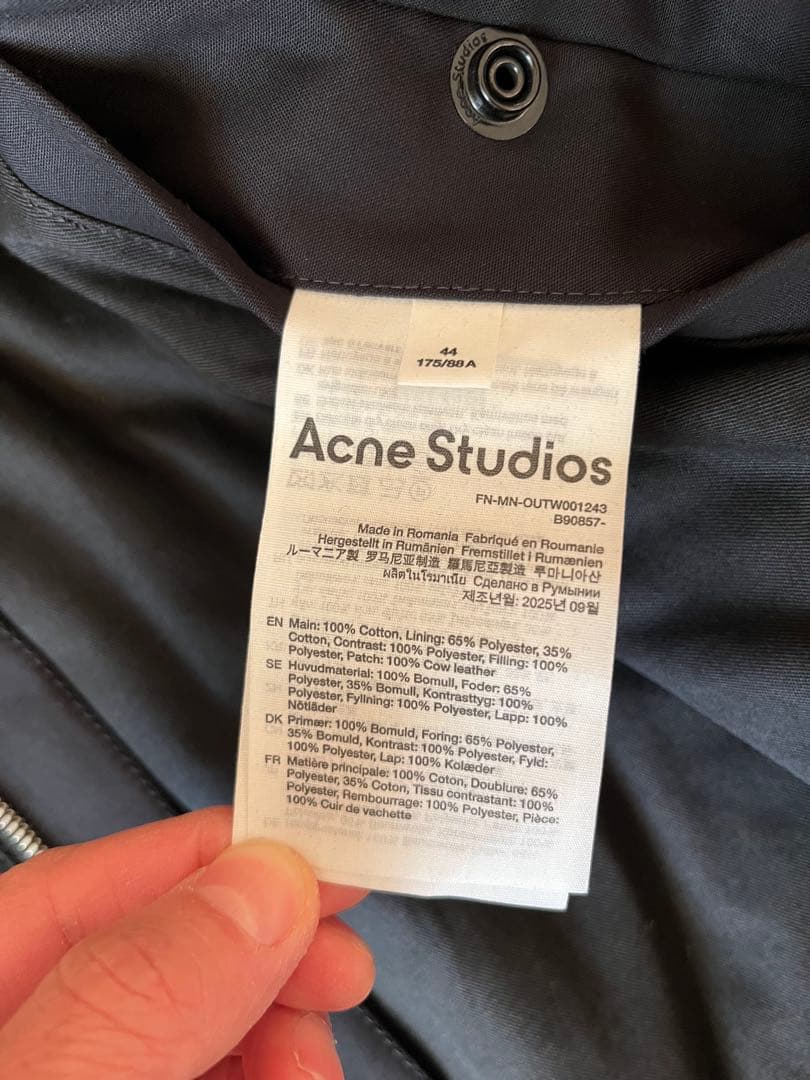 Acne Studios
44
175/88A
Acne Studios
FN-MN-OUTW001243
B90857-
Made in Romania Fabriqué en Roumanie
Hergestellt in Rumänien Fremstillet i Rumænien
ルーマニア製 罗马尼亚制造 羅馬尼亞製造 루마니아산
ผลิตในโรมาเนีย Сделано в Румынии
제조년월: 2025년 09월
EN Main: 100% Cotton, Lining: 65% Polyester, 35%
Cotton, Contrast: 100% Polyester, Filling: 100%
Polyester, Patch: 100% Cow leather
SE Huvudmaterial: 100% Bomull, Foder: 65%
Polyester, 35% Bomull, Kontrasttyg: 100%
Polyester, Fyllning: 100% Polyester, Lapp: 100%
Nötläder
DK Primær: 100% Bomuld, Foring: 65% Polyester,
35% Bomuld, Kontrast: 100% Polyester, Fyld:
100% Polyester, Lap: 100% Kolæder
FR Matière principale: 100% Coton, Doublure: 65%
Polyester, 35% Coton, Tissu contrastant: 100%
Polyester, Rembourrage: 100% Polyester, Pièce:
100% Cuir de vachette